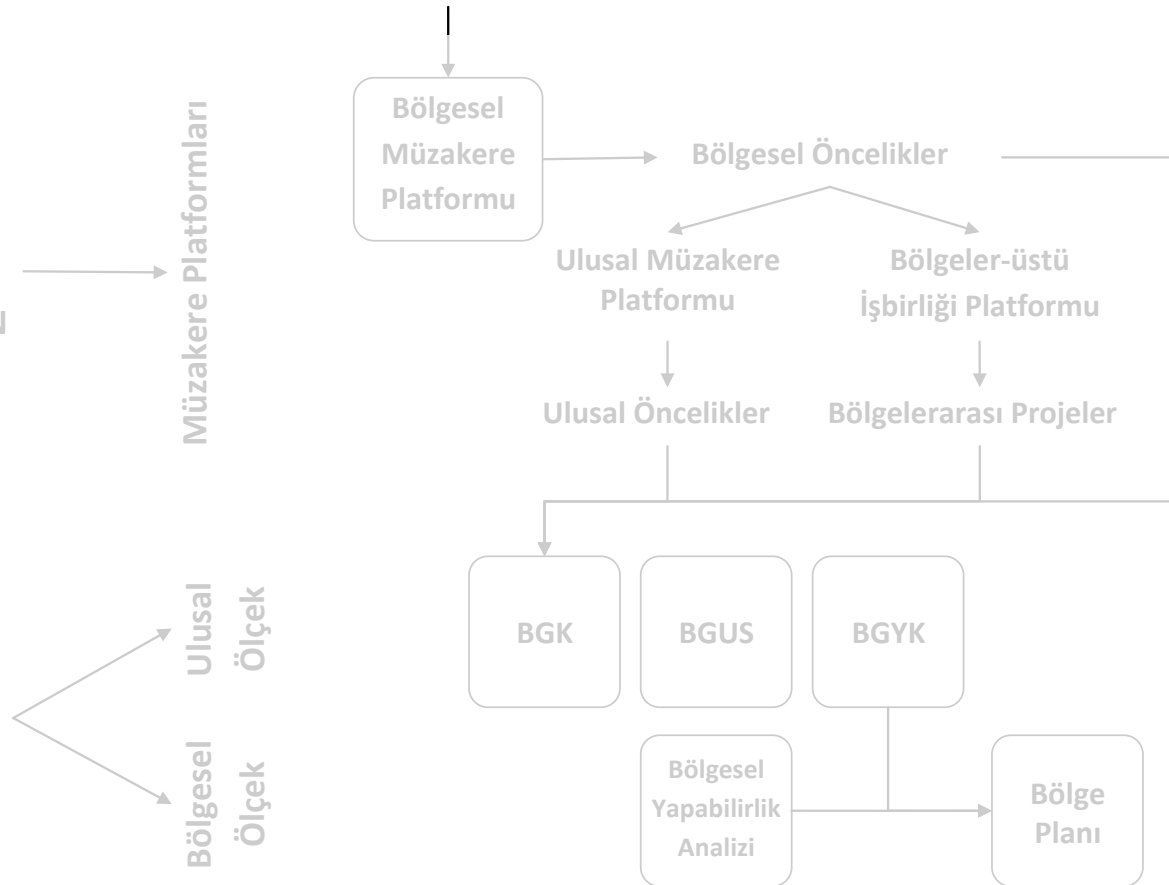 Müzakere Platformları
Bölgesel
Müzakere
Platformu
Bölgesel Öncelikler
Ulusal Müzakere
Platformu
Bölgeler-üstü
İşbirliği Platformu
Ulusal Öncelikler
Bölgelerarası Projeler
Ulusal
Ölçek
BGK
BGUS
BGYK
Bölgesel
Ölçek
Bölgesel
Yapabilirlik
Analizi
Bölge
Planı